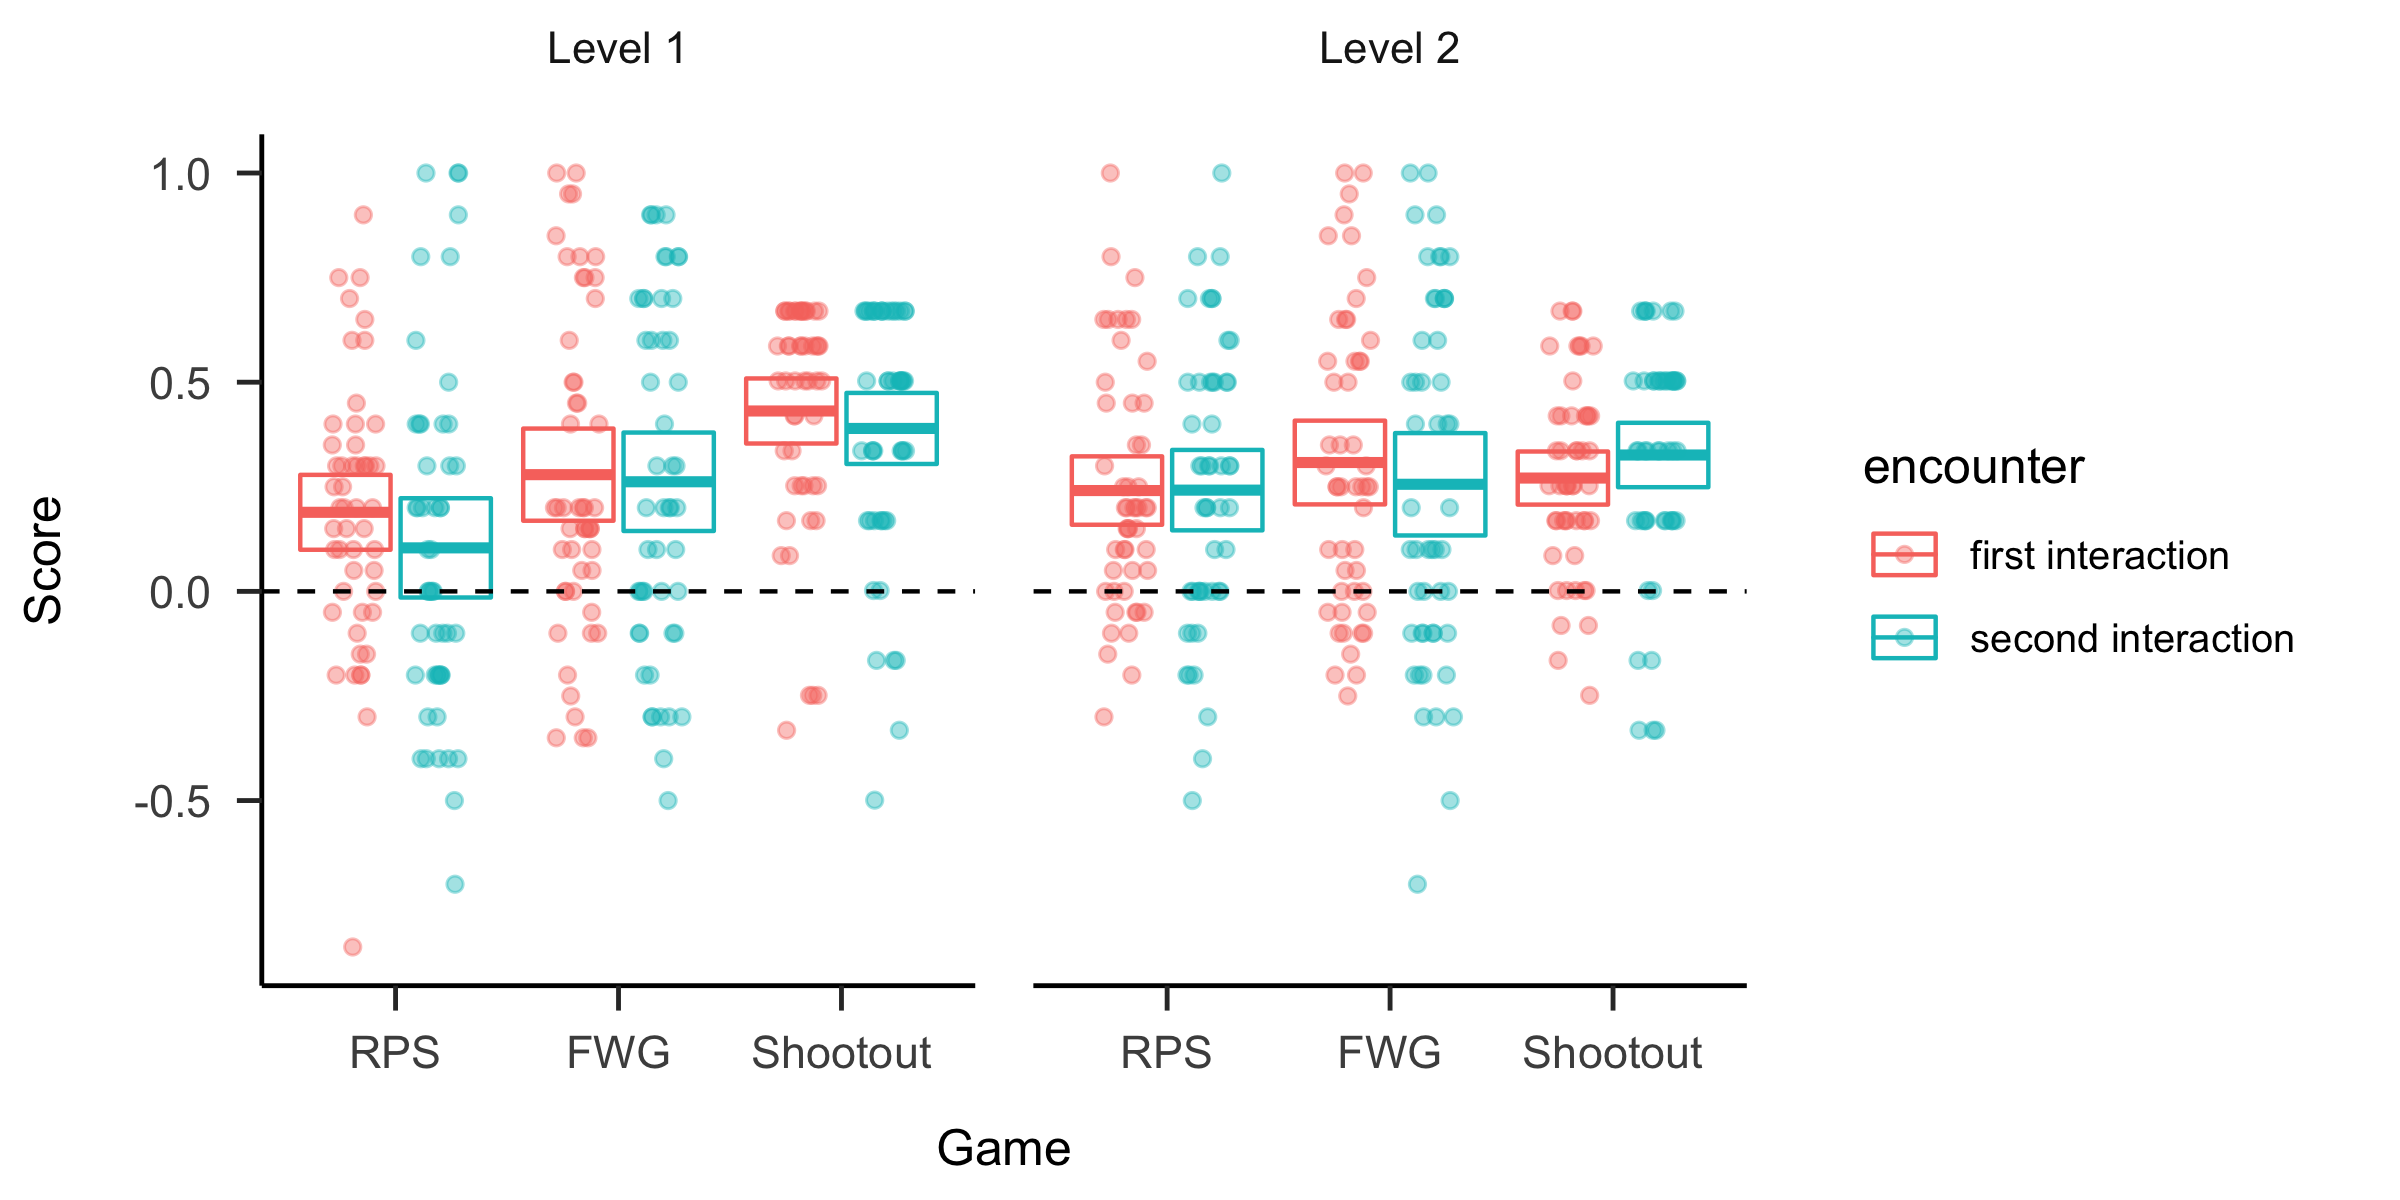 Level 1
Level 2
Score
1.0
0.5
0.0
-0.5
RPS
FWG
Shootout
RPS
FWG
Shootout
Game
encounter
first interaction
second interaction